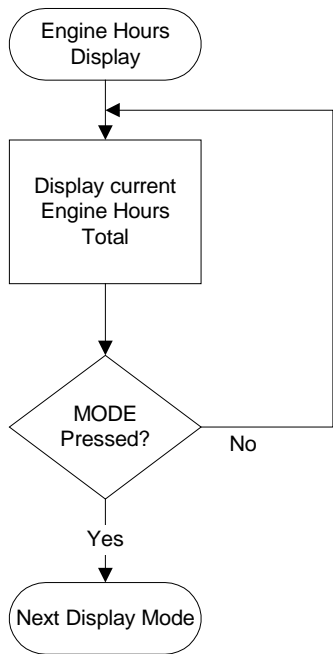 Engine Hours
Display
Display current
Engine Hours
Total
MODE
Pressed?
No
Yes
Next Display Mode